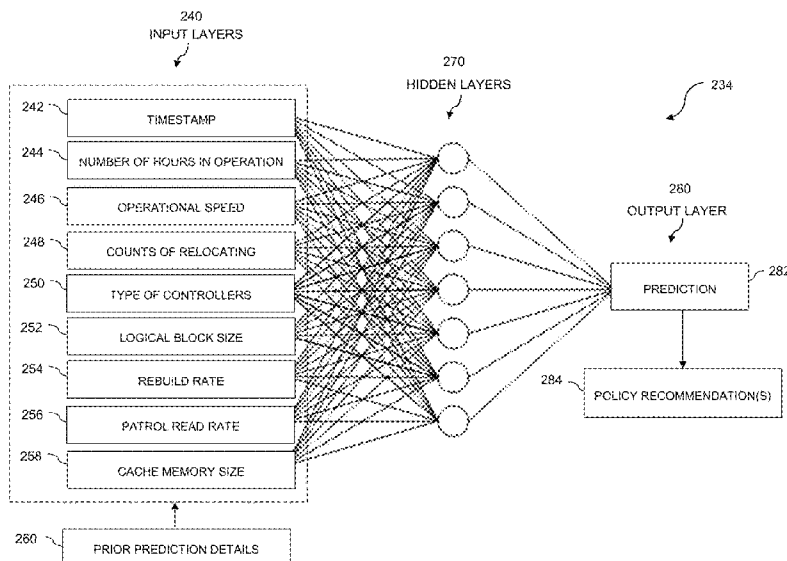 240
INPUT LAYERS
270
HIDDEN LAYERS
234
242
TIMESTAMP
244
NUMBER OF HOURS IN OPERATION
246
OPERATIONAL SPEED
248
COUNTS OF RELOCATING
250
TYPE OF CONTROLLERS
252
LOGICAL BLOCK SIZE
254
REBUILD RATE
256
PATROL READ RATE
258
CACHE MEMORY SIZE
260
PRIOR PREDICTION DETAILS
280
OUTPUT LAYER
282
PREDICTION
284
POLICY RECOMMENDATION(S)